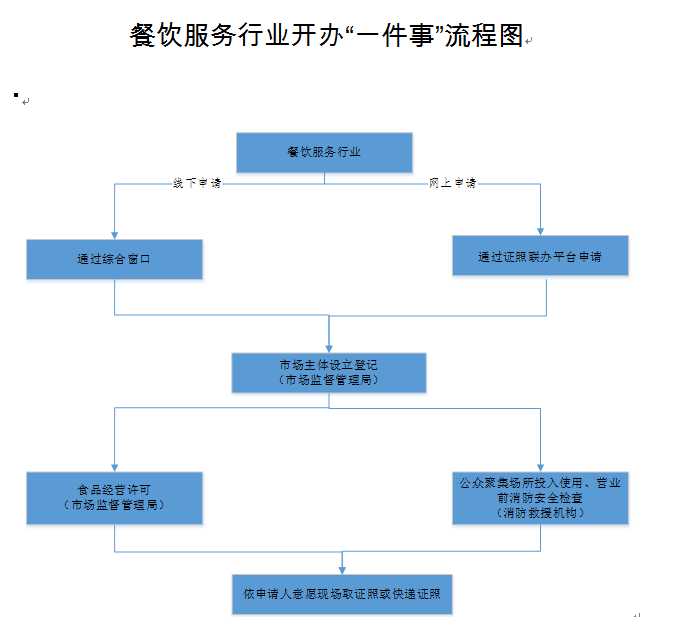 餐饮服务行业开办“一件事”流程图
餐饮服务行业
线下申请
网上申请
通过综合窗口
通过证照联办平台申请
市场主体设立登记
（市场监督管理局）
食品经营许可
（市场监督管理局）
公众聚集场所投入使用、营业
前消防安全检查
（消防救援机构）
依申请人意愿现场取证照或快递证照